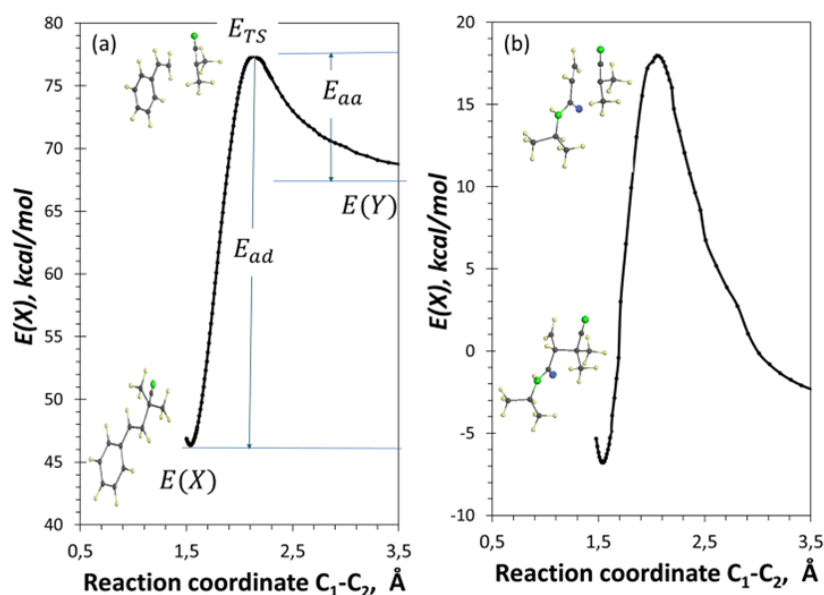 (a)
E_TS
E_aa
E(Y)
E_ad
E(X)
E(X), kcal/mol
80
75
70
65
60
55
50
45
40
0,5
1,5
2,5
3,5
Reaction coordinate C₁-C₂, Å
(b)
E(X), kcal/mol
20
15
10
5
0
-5
-10
0,5
1,5
2,5
3,5
Reaction coordinate C₁-C₂, Å